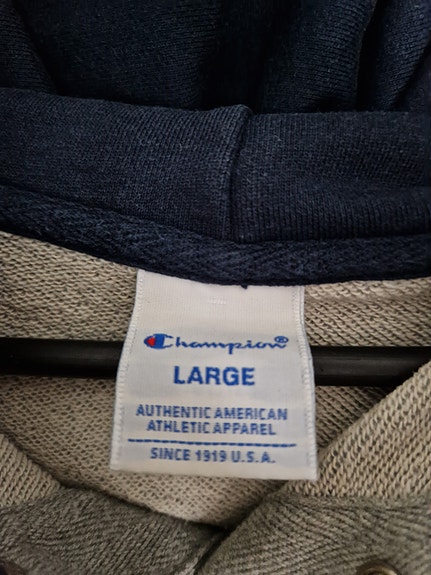 Champion®
LARGE
AUTHENTIC AMERICAN
ATHLETIC APPAREL
SINCE 1919 U.S.A.